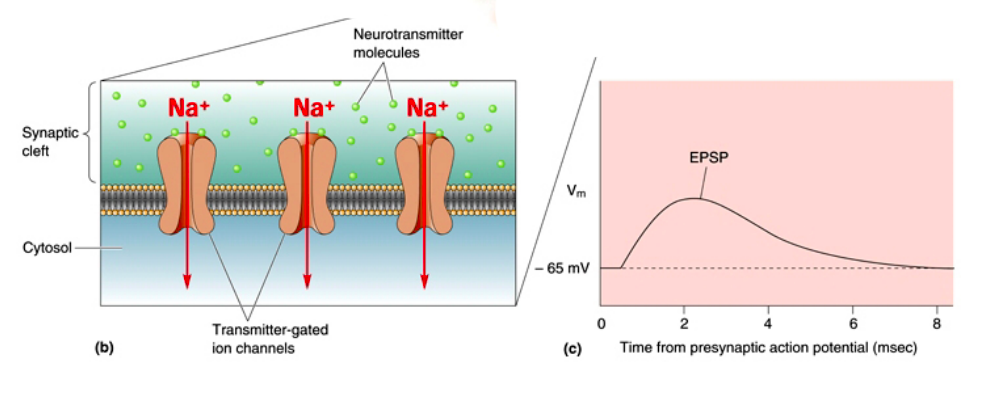 Neurotransmitter
molecules
Na+
Na+
Na+
Synaptic
cleft
Cytosol
Transmitter-gated
ion channels
(b)
EPSP
Vm
– 65 mV
0 2 4 6 8
(c) Time from presynaptic action potential (msec)